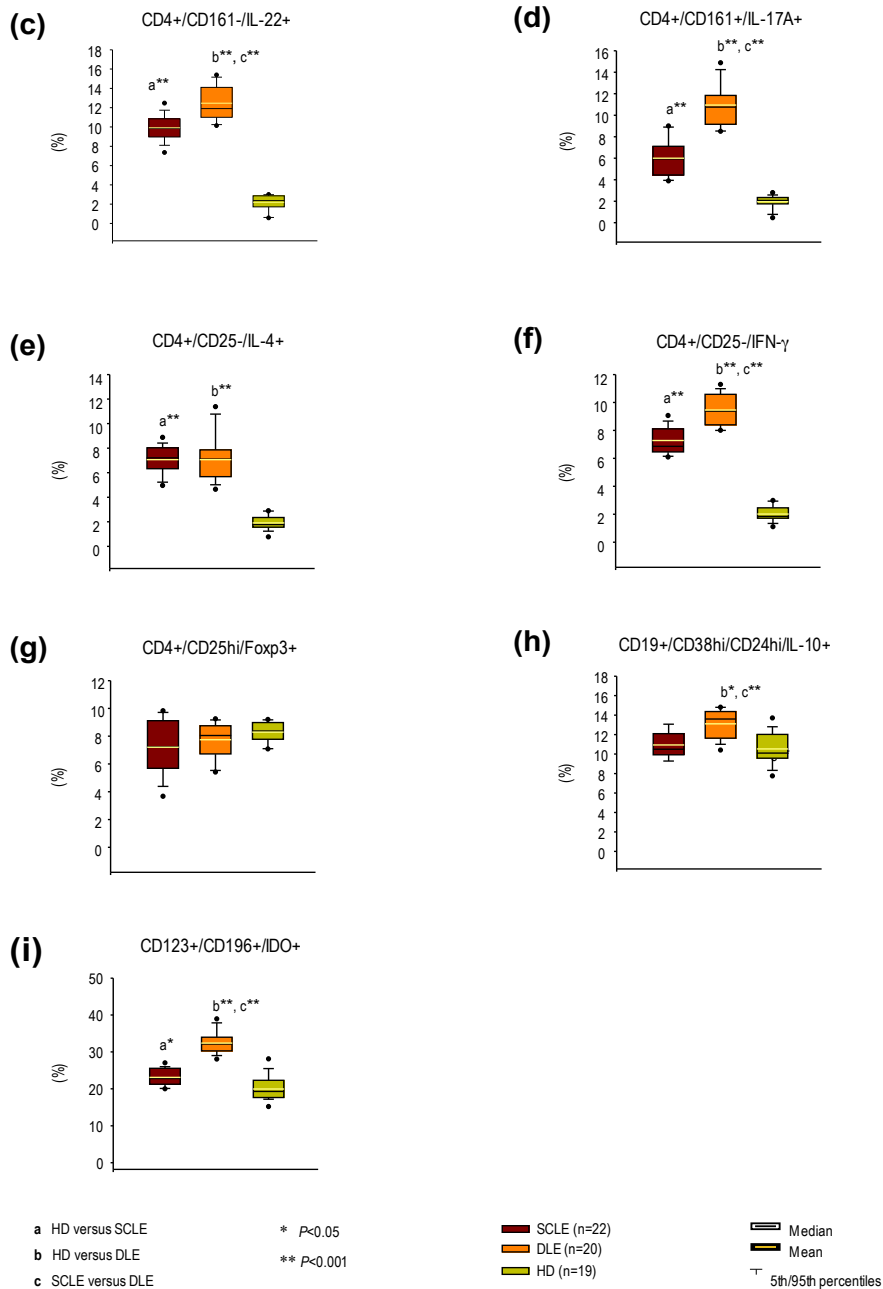 (c)
CD4+/CD161-/IL-22+
b**, c**
a**
18
16
14
12
10
8
6
4
2
0
(%)
(d)
CD4+/CD161+/IL-17A+
b**, c**
a**
16
14
12
10
8
6
4
2
0
(%)
(e)
CD4+/CD25-/IL-4+
b**
a**
14
12
10
8
6
4
2
0
(%)
(f)
CD4+/CD25-/IFN-γ
b**, c**
a**
12
10
8
6
4
2
0
(%)
(g)
CD4+/CD25hi/Foxp3+
12
10
8
6
4
2
0
(%)
(h)
CD19+/CD38hi/CD24hi/IL-10+
b*, c**
18
16
14
12
10
8
6
4
2
0
(%)
(i)
CD123+/CD196+/IDO+
b**, c**
a*
50
40
30
20
10
0
(%)
a HD versus SCLE
b HD versus DLE
c SCLE versus DLE
* P<0.05
** P<0.001
SCLE (n=22)
DLE (n=20)
HD (n=19)
Median
Mean
5th/95th percentiles